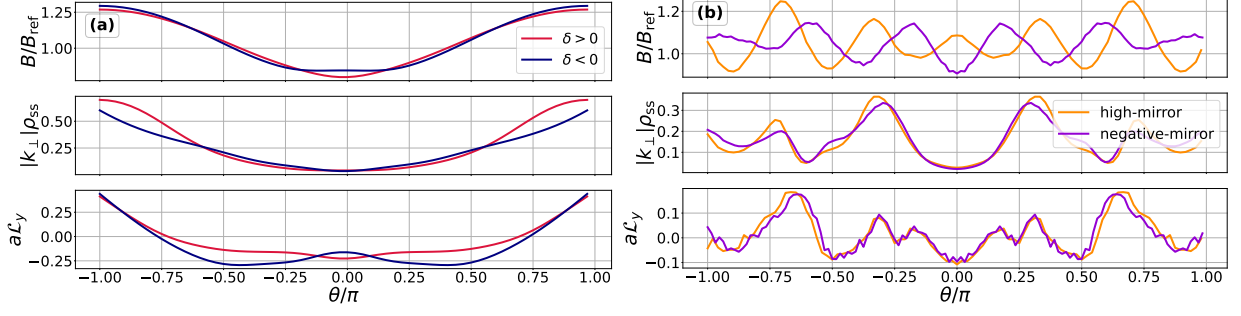 (a)
B/B_ref
1.25
1.00
δ > 0
δ < 0
|k_⊥|ρ_ss
0.50
0.25
aℒ_y
0.25
0.00
−0.25
−1.00 −0.75 −0.50 −0.25 0.00 0.25 0.50 0.75 1.00
θ/π
(b)
B/B_ref
1.2
1.0
|k_⊥|ρ_ss
0.3
0.2
0.1
high-mirror
negative-mirror
aℒ_y
0.1
0.0
−0.1
−1.00 −0.75 −0.50 −0.25 0.00 0.25 0.50 0.75 1.00
θ/π